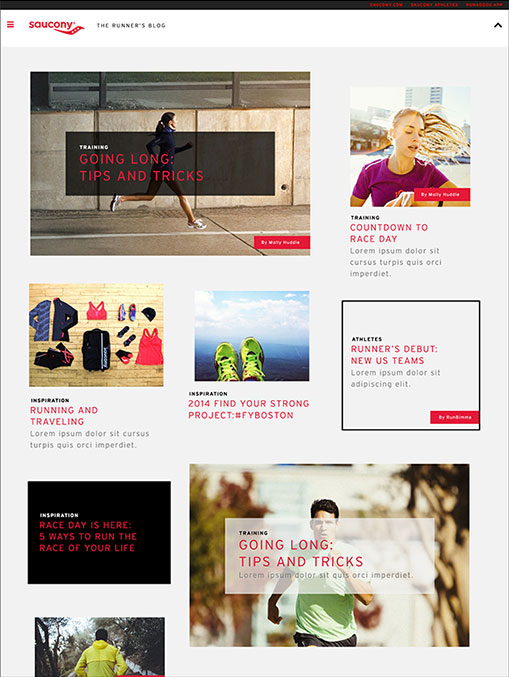 SAUCONY.COM SAUCONY ATHLETES RUN4GOOD APP
saucony® THE RUNNER'S BLOG
TRAINING
GOING LONG:
TIPS AND TRICKS
By Molly Huddle
By Molly Huddle
TRAINING
COUNTDOWN TO
RACE DAY
Lorem ipsum dolor sit
cursus turpis quis orci
imperdiet.
INSPIRATION
RUNNING AND
TRAVELING
Lorem ipsum dolor sit cursus
turpis quis orci imperdiet.
saucony
INSPIRATION
2014 FIND YOUR STRONG
PROJECT:#FYBOSTON
ATHLETES
RUNNER'S DEBUT:
NEW US TEAMS
Lorem ipsum dolor sit
adipiscing elit.
By RunBimma
INSPIRATION
RACE DAY IS HERE:
5 WAYS TO RUN THE
RACE OF YOUR LIFE
TRAINING
GOING LONG:
TIPS AND TRICKS
Lorem ipsum dolor sit quis orci imperdiet.